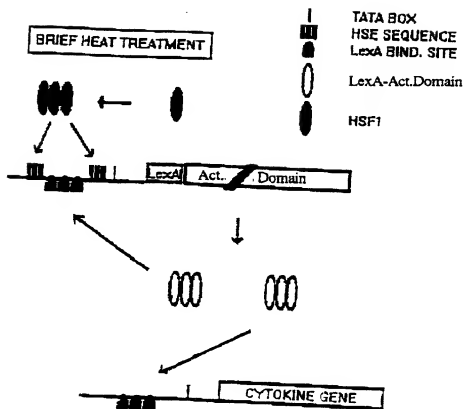 TATA BOX
HSE SEQUENCE
LexA BIND. SITE
LexA-Act.Domain
HSF1
BRIEF HEAT TREATMENT
LexA Act.. Domain
CYTOKINE GENE